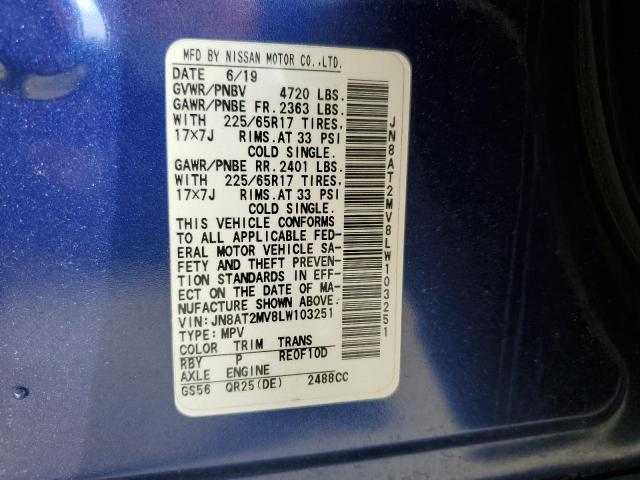 MFD BY NISSAN MOTOR CO.,LTD.
DATE 6/19
GVWR/PNBV 4720 LBS.
GAWR/PNBE FR. 2363 LBS.
WITH 225/65R17 TIRES.
17X7J RIMS.AT 33 PSI
COLD SINGLE.
GAWR/PNBE RR. 2401 LBS.
WITH 225/65R17 TIRES.
17X7J RIMS.AT 33 PSI
COLD SINGLE.
THIS VEHICLE CONFORMS
TO ALL APPLICABLE FED-
ERAL MOTOR VEHICLE SA-
FETY AND THEFT PREVEN-
TION STANDARDS IN EFF-
ECT ON THE DATE OF MA-
NUFACTURE SHOWN ABOVE.
VIN: JN8AT2MV8LW103251
TYPE: MPV
COLOR TRIM TRANS
RBY P RE0F10D
AXLE ENGINE
GS56 QR25(DE) 2488CC
JN8AT2MV8LW103251